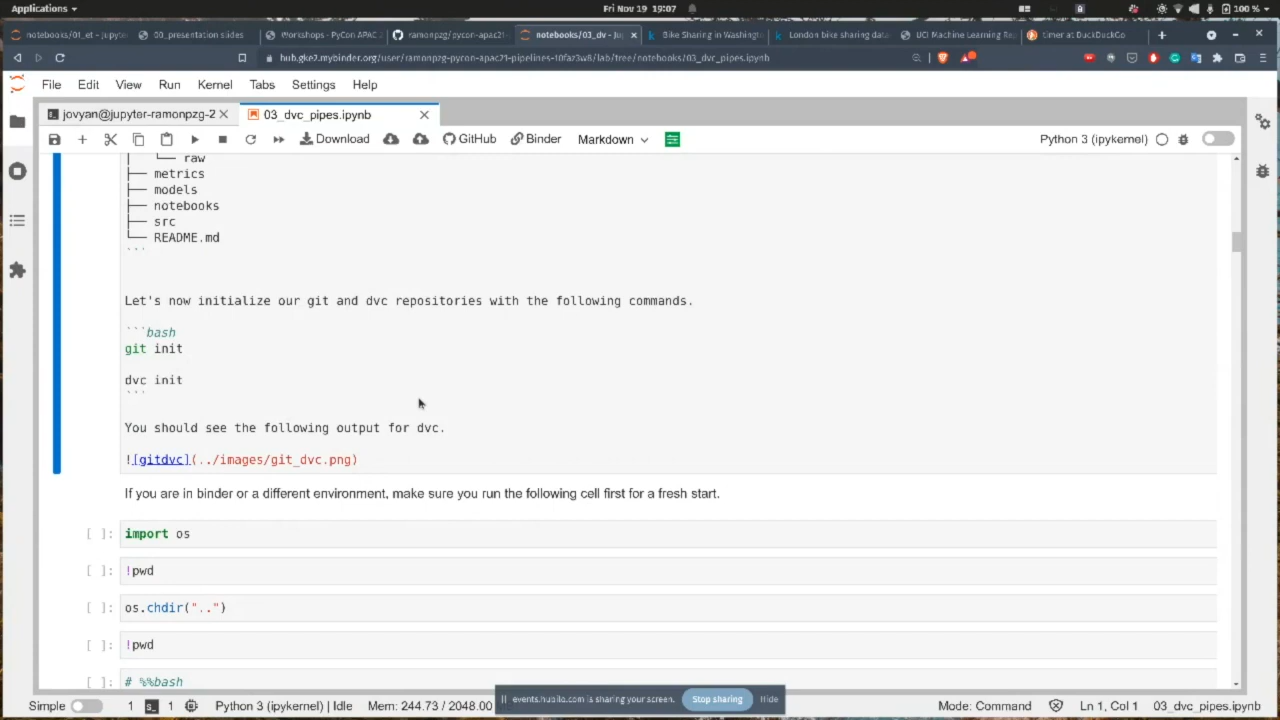 Applications
Fri Nov 19 19:07
100 %
notebooks/01_et - Jupyter
00_presentation slides
Workshops - PyCon APAC 2
ramonpzg/pycon-apac21
notebooks/03_dv - Ju
Bike Sharing in Washingto
London bike sharing data
UCI Machine Learning Re
timer at DuckDuckGo
hub.gke2.mybinder.org/user/ramonpzg-pycon-apac21-pipelines-10faz3w8/lab/tree/notebooks/03_dvc_pipes.ipynb
File Edit View Run Kernel Tabs Settings Help
jovyan@jupyter-ramonpzg-2
03_dvc_pipes.ipynb
Download GitHub Binder Markdown Python 3 (ipykernel)
│ └── raw
├── metrics
├── models
├── notebooks
├── src
└── README.md
```
Let's now initialize our git and dvc repositories with the following commands.
```bash
git init
dvc init
```
You should see the following output for dvc.
![gitdvc](../images/git_dvc.png)
If you are in binder or a different environment, make sure you run the following cell first for a fresh start.
[ ]: import os
[ ]: !pwd
[ ]: os.chdir("..")
[ ]: !pwd
[ ]: # %%bash
events.hubilo.com is sharing your screen. Stop sharing Hide
Simple 1 1 Python 3 (ipykernel) | Idle Mem: 244.73 / 2048.00 Mode: Command Ln 1, Col 1 03_dvc_pipes.ipynb